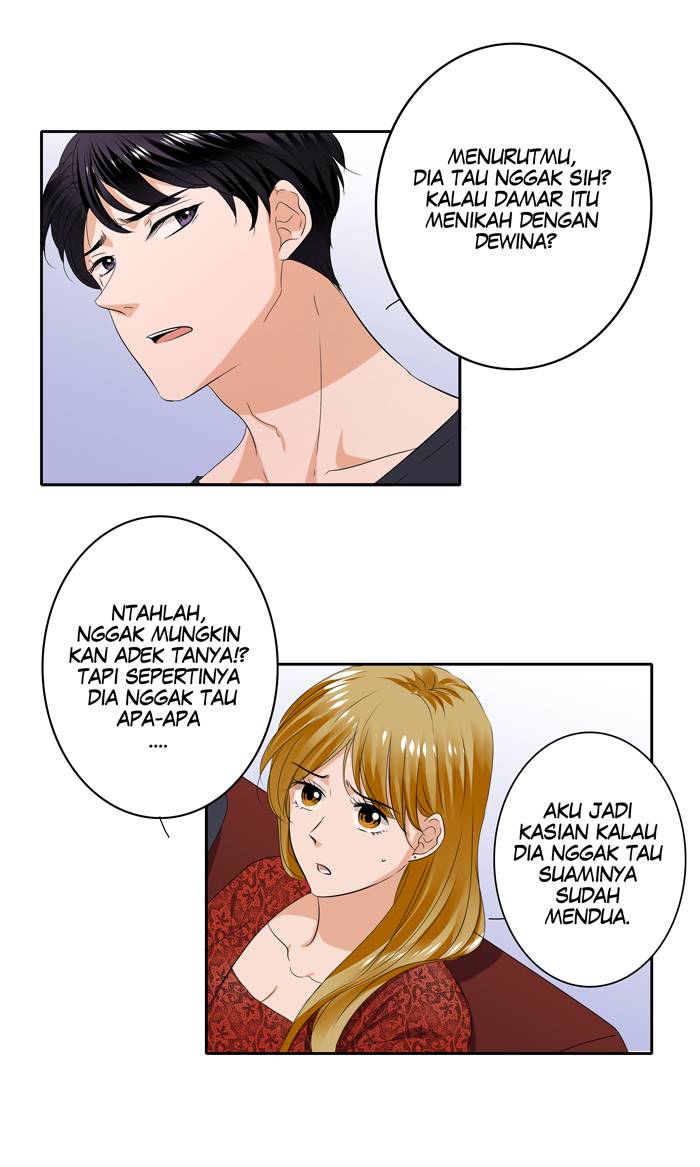 MENURUTMU,
DIA TAU NGGAK SIH?
KALAU DAMAR ITU
MENIKAH DENGAN
DEWINA?
NTAHLAH,
NGGAK MUNGKIN
KAN ADEK TANYA!?
TAPI SEPERTINYA
DIA NGGAK TAU
APA-APA
....
AKU JADI
KASIAN KALAU
DIA NGGAK TAU
SUAMINYA
SUDAH
MENDUA.